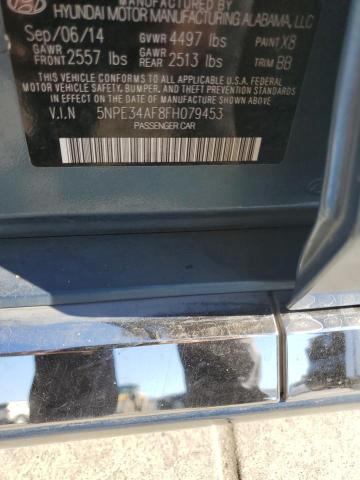 MANUFACTURED BY
HYUNDAI MOTOR MANUFACTURING ALABAMA, LLC
Sep/06/14 GVWR 4497 lbs PAINT X8
GAWR FRONT 2557 lbs GAWR REAR 2513 lbs TRIM BB
THIS VEHICLE CONFORMS TO ALL APPLICABLE U.S.A. FEDERAL
MOTOR VEHICLE SAFETY, BUMPER, AND THEFT PREVENTION STANDARDS
IN EFFECT ON THE DATE OF MANUFACTURE SHOWN ABOVE.
V.I.N 5NPE34AF8FH079453
PASSENGER CAR